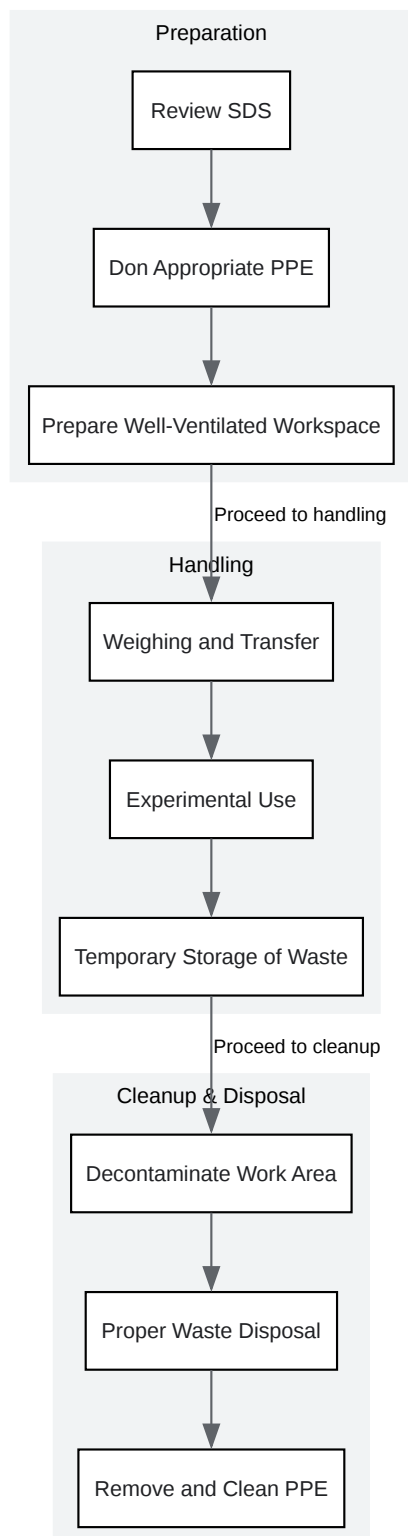 Preparation
Review SDS
Don Appropriate PPE
Prepare Well-Ventilated Workspace
Proceed to handling
Handling
Weighing and Transfer
Experimental Use
Temporary Storage of Waste
Proceed to cleanup
Cleanup & Disposal
Decontaminate Work Area
Proper Waste Disposal
Remove and Clean PPE